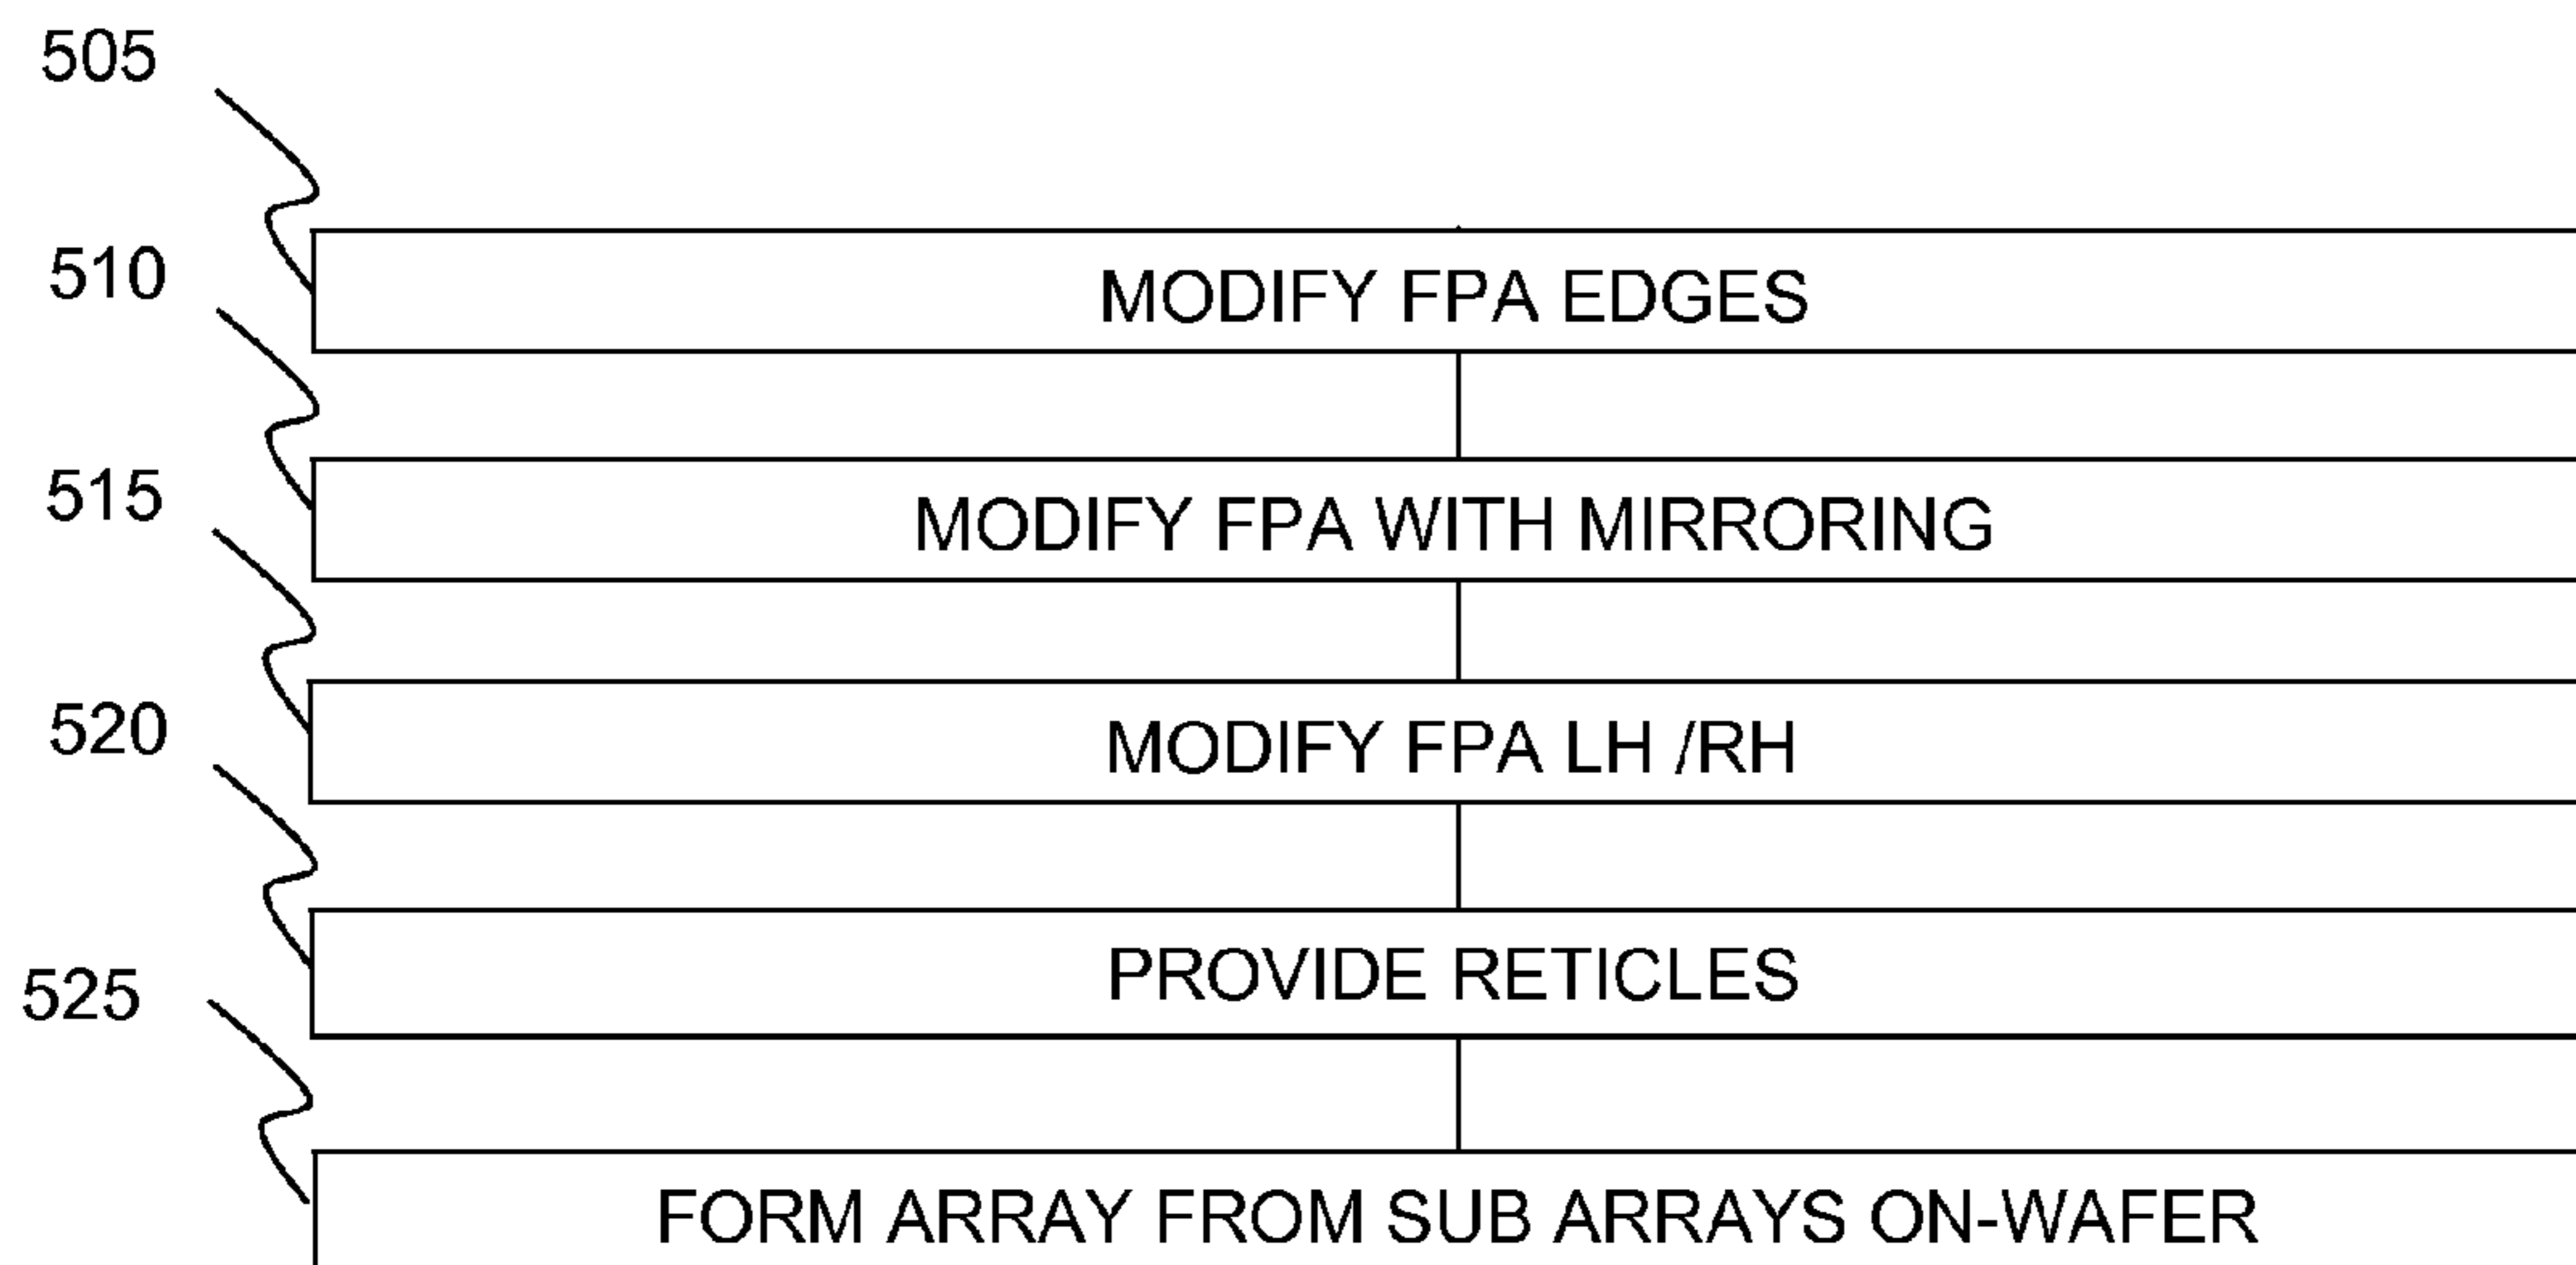 505
MODIFY FPA EDGES
510
MODIFY FPA WITH MIRRORING
515
MODIFY FPA LH /RH
520
PROVIDE RETICLES
525
FORM ARRAY FROM SUB ARRAYS ON-WAFER